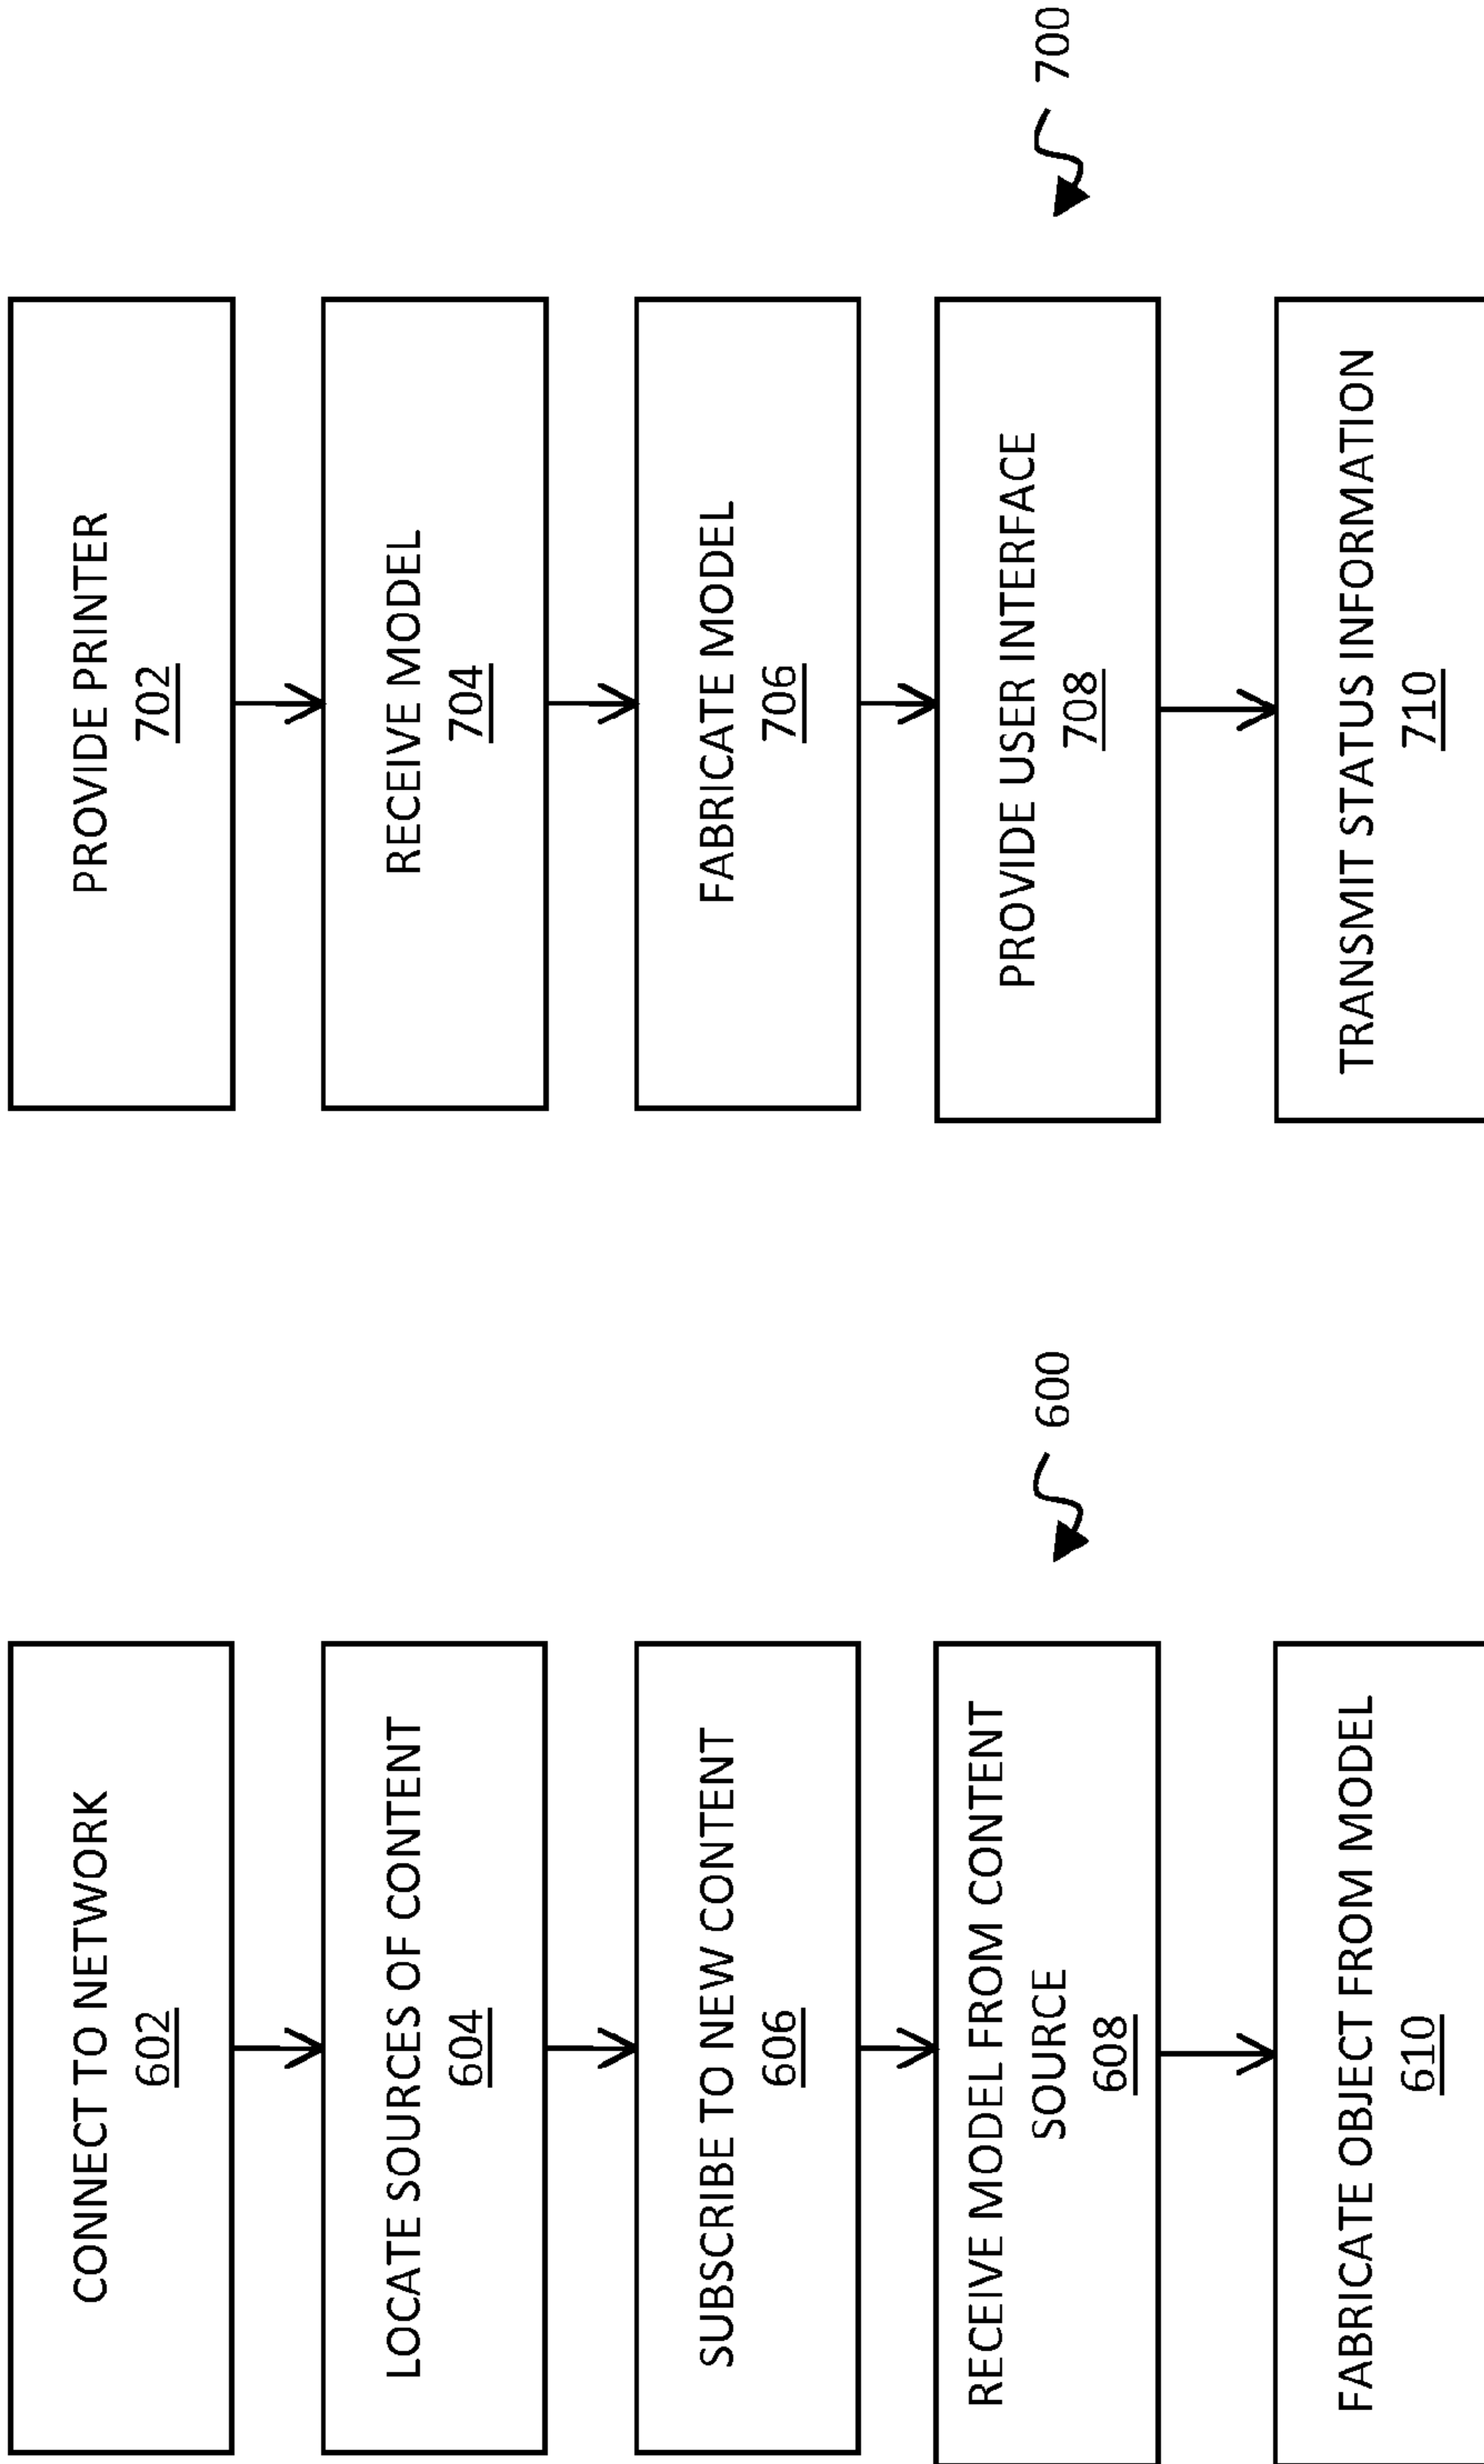 CONNECT TO NETWORK
602
LOCATE SOURCES OF CONTENT
604
SUBSCRIBE TO NEW CONTENT
606
RECEIVE MODEL FROM CONTENT
SOURCE
608
FABRICATE OBJECT FROM MODEL
610
600
PROVIDE PRINTER
702
RECEIVE MODEL
704
FABRICATE MODEL
706
PROVIDE USER INTERFACE
708
TRANSMIT STATUS INFORMATION
710
700